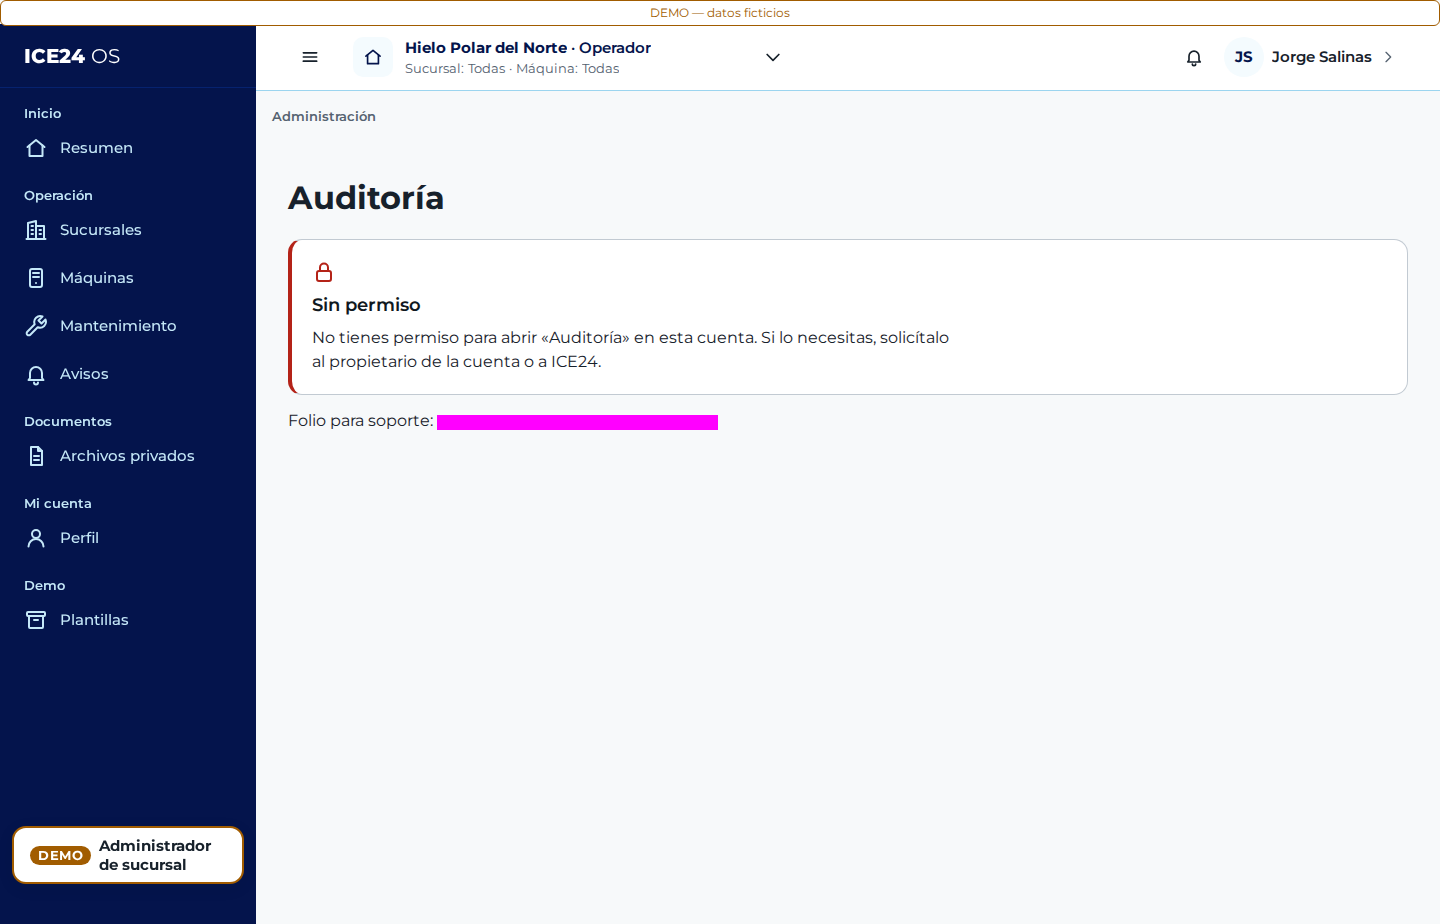 DEMO — datos ficticios
ICE24 OS
Inicio
Resumen
Operación
Sucursales
Máquinas
Mantenimiento
Avisos
Documentos
Archivos privados
Mi cuenta
Perfil
Demo
Plantillas
DEMO
Administrador
de sucursal
Hielo Polar del Norte · Operador
Sucursal: Todas · Máquina: Todas
JS
Jorge Salinas
Administración
Auditoría
Sin permiso
No tienes permiso para abrir «Auditoría» en esta cuenta. Si lo necesitas, solicítalo
al propietario de la cuenta o a ICE24.
Folio para soporte: